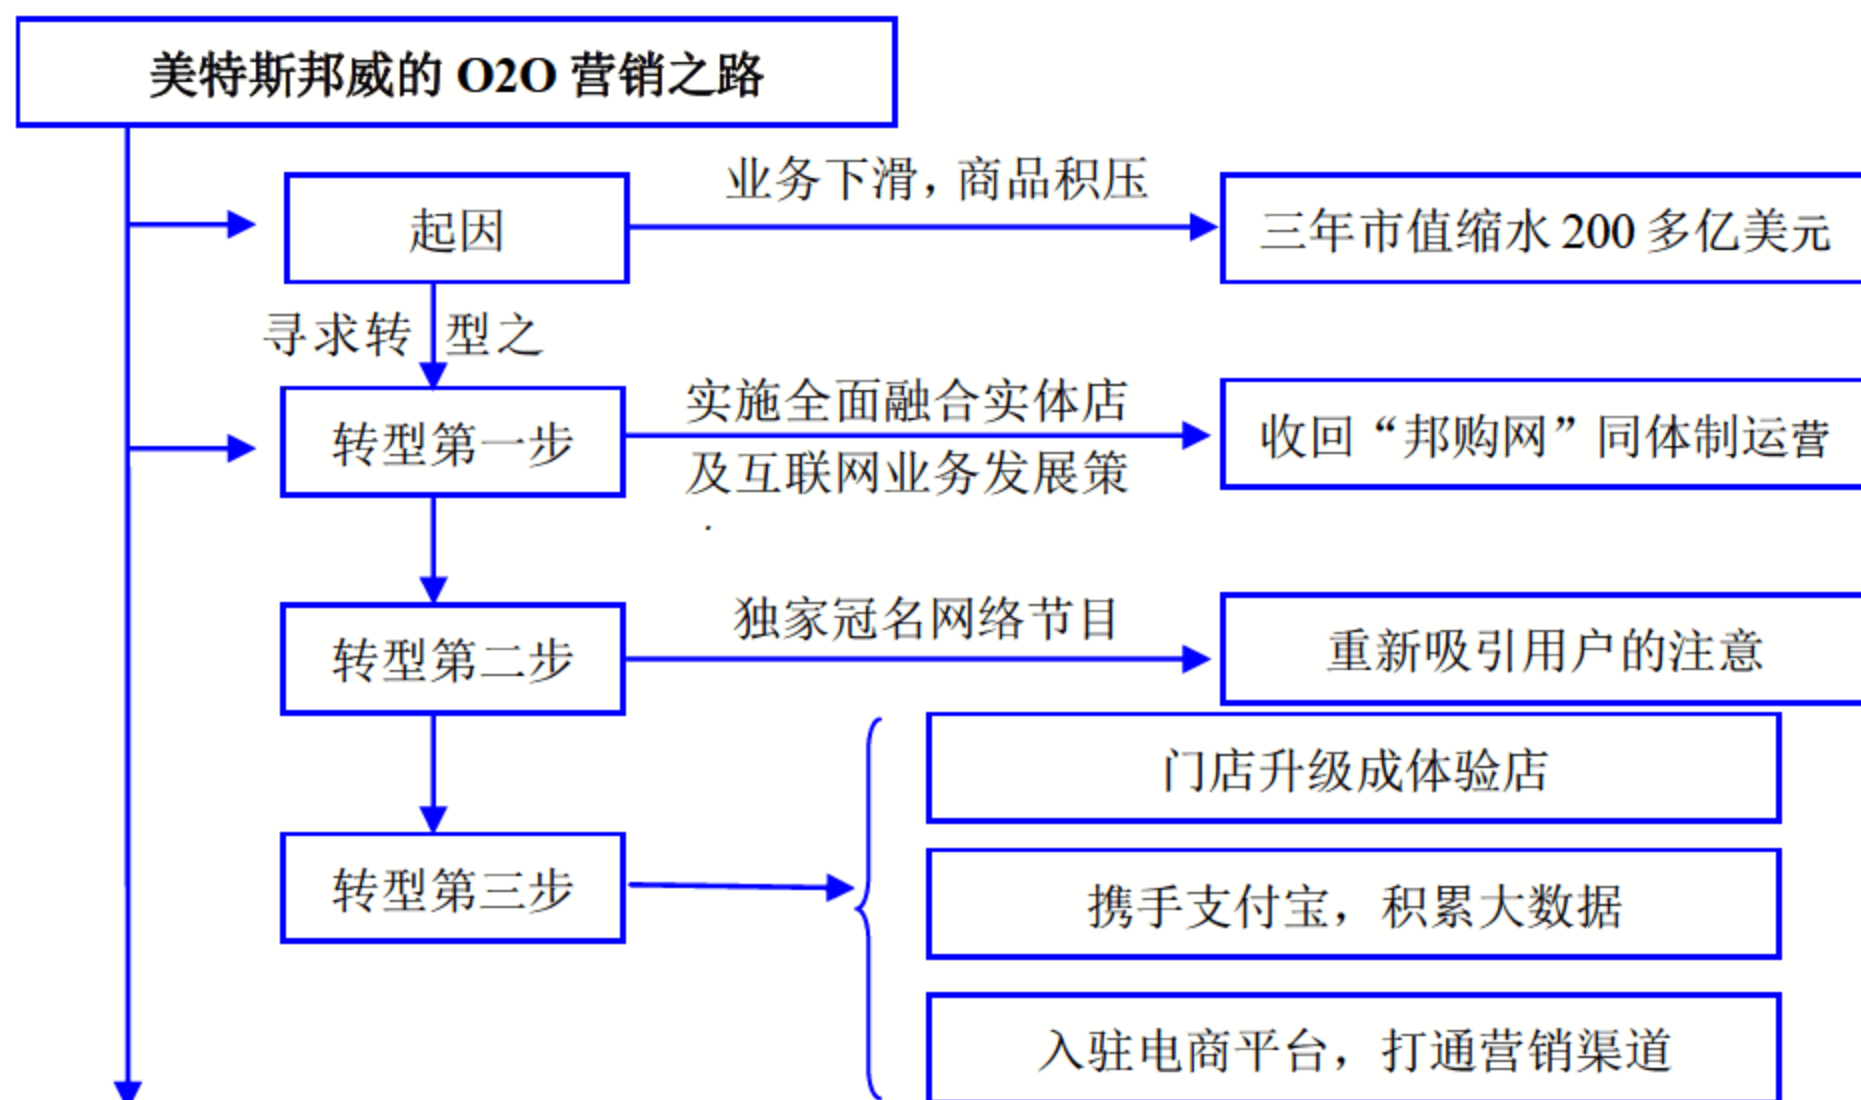 美特斯邦威的 O2O 营销之路
业务下滑，商品积压
起因
三年市值缩水 200 多亿美元
寻求转 型之
实施全面融合实体店
转型第一步
收回“邦购网”同体制运营
及互联网业务发展策
独家冠名网络节目
转型第二步
重新吸引用户的注意
门店升级成体验店
转型第三步
携手支付宝，积累大数据
入驻电商平台，打通营销渠道